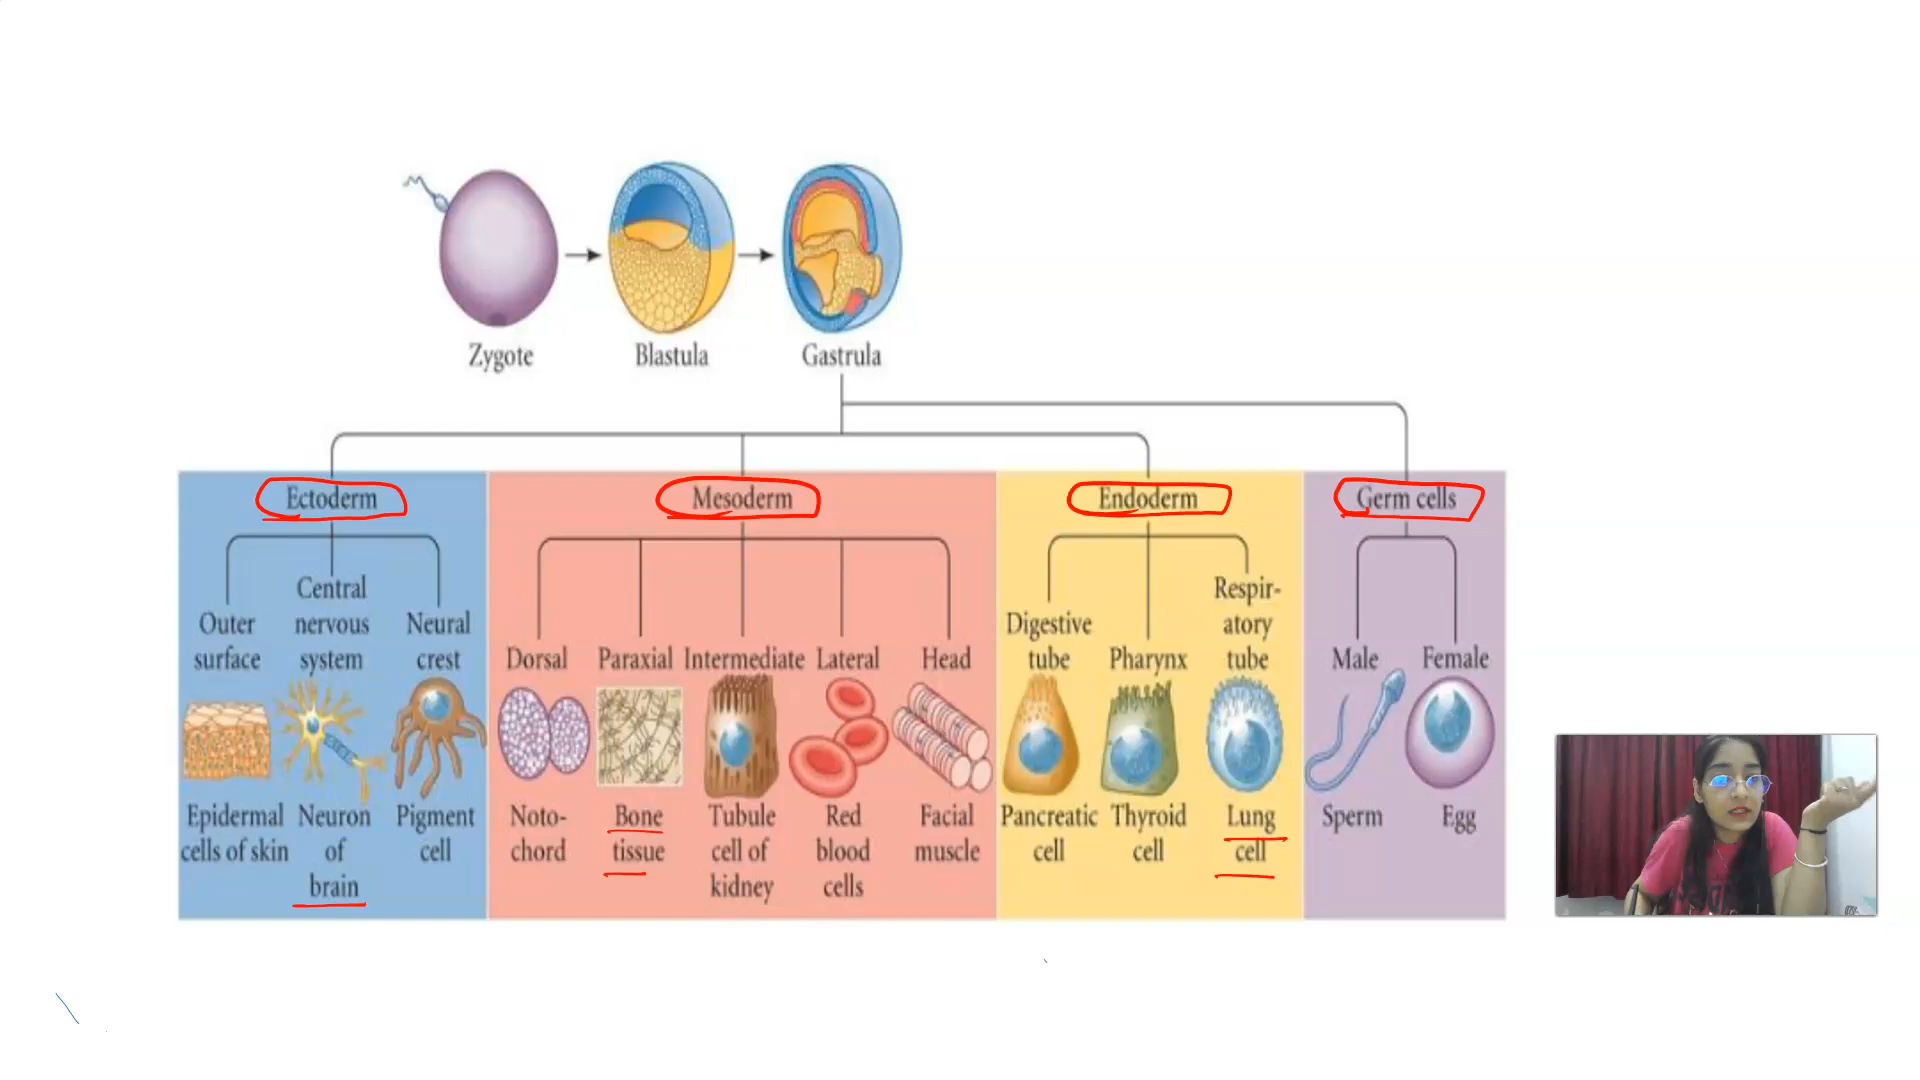 Zygote
Blastula
Gastrula
Ectoderm
Mesoderm
Endoderm
Germ cells
Outer
surface
Central
nervous
system
Neural
crest
Dorsal
Paraxial
Intermediate
Lateral
Head
Digestive
tube
Pharynx
Respir-
atory
tube
Male
Female
Epidermal
cells of skin
Neuron
of
brain
Pigment
cell
Noto-
chord
Bone
tissue
Tubule
cell of
kidney
Red
blood
cells
Facial
muscle
Pancreatic
cell
Thyroid
cell
Lung
cell
Sperm
Egg